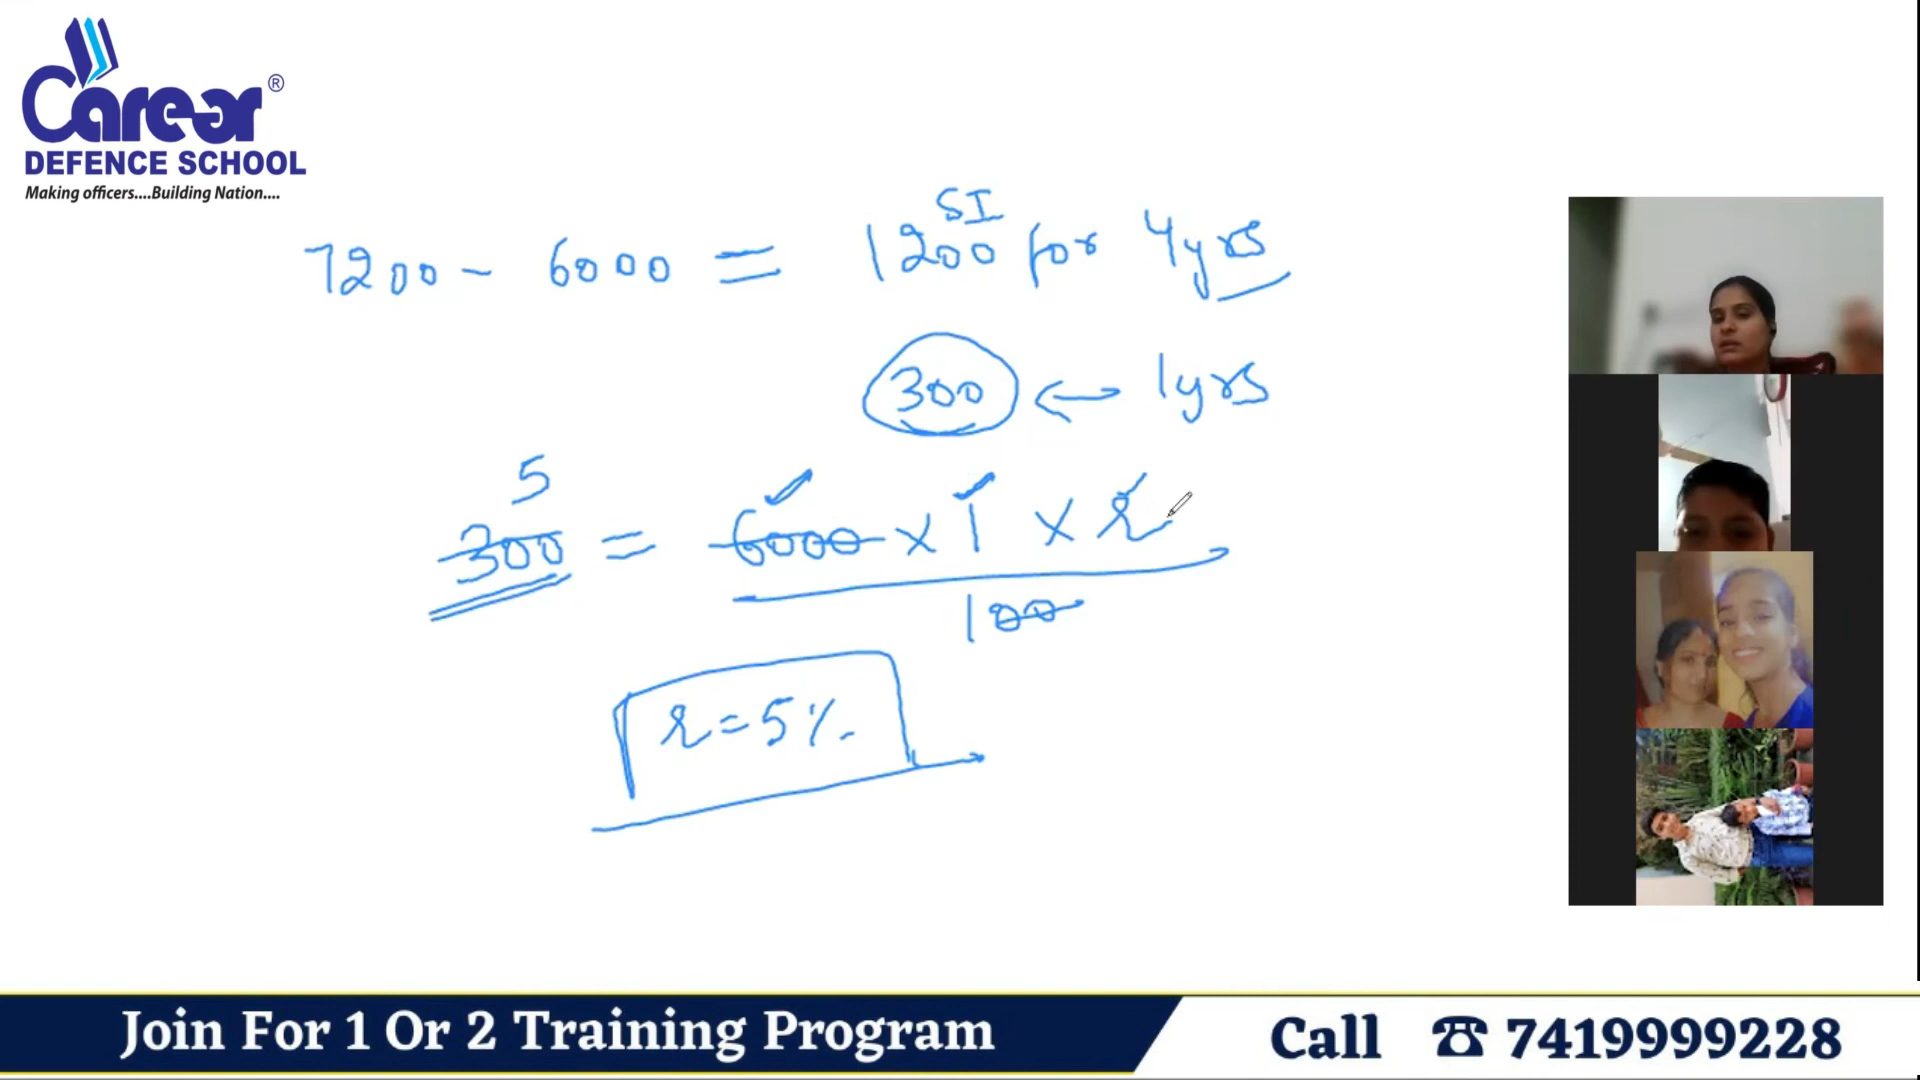 Carear®
DEFENCE SCHOOL
Making officers....Building Nation....
SI
7200 - 6000 = 1200 for 4yrs
300 ↔ 1yrs
5
300 = 6000 × 1 × r
100
r = 5%
Join For 1 Or 2 Training Program
Call ☎ 7419999228